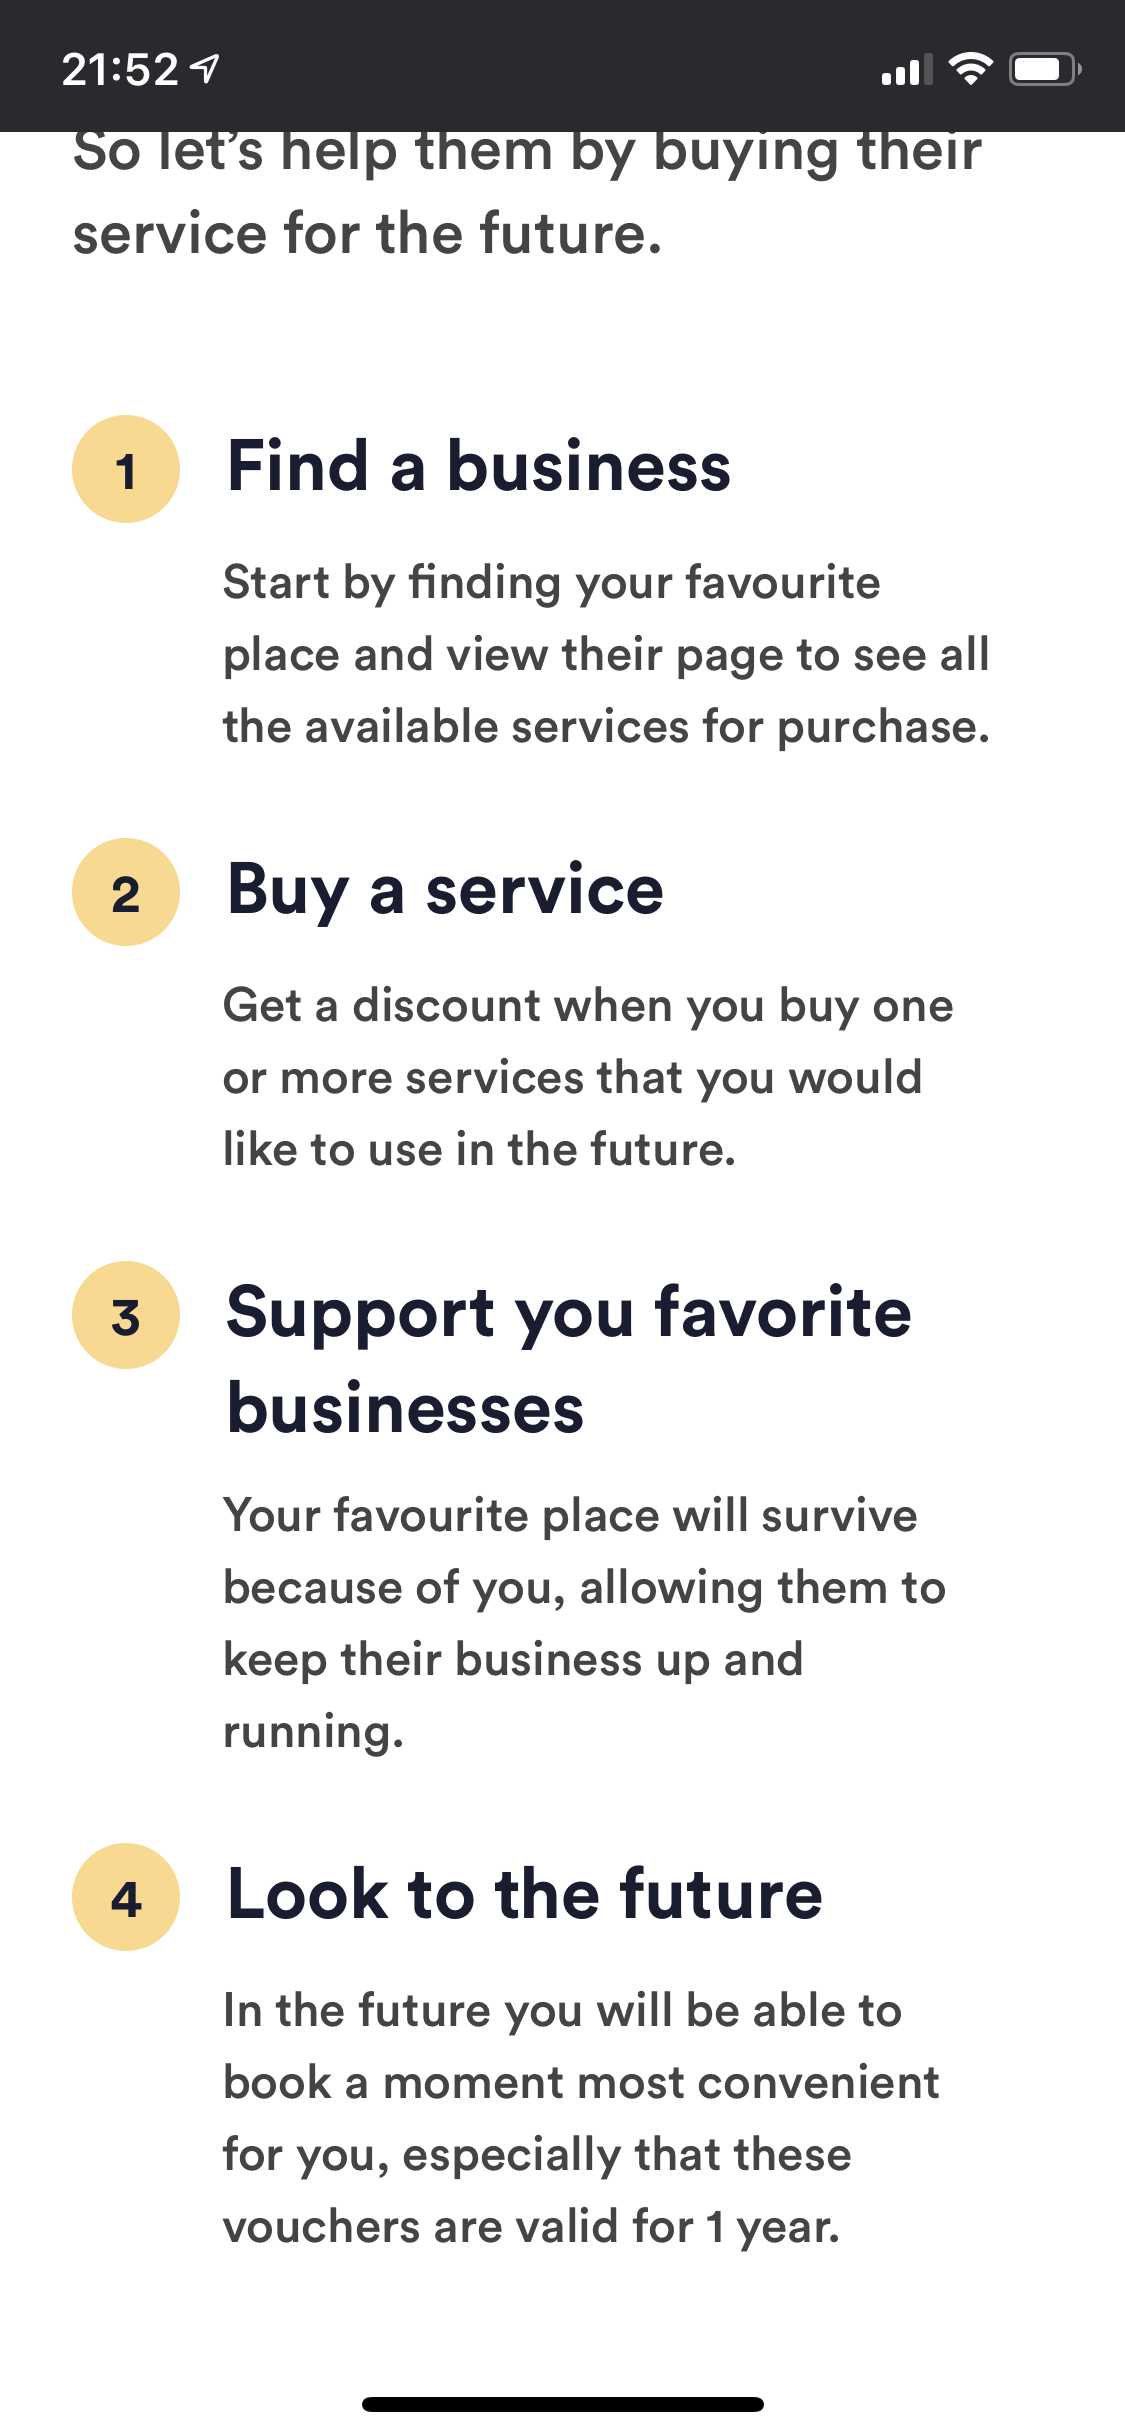 21:52
So let's help them by buying their
service for the future.
1
Find a business
Start by finding your favourite
place and view their page to see all
the available services for purchase.
2
Buy a service
Get a discount when you buy one
or more services that you would
like to use in the future.
3
Support you favorite
businesses
Your favourite place will survive
because of you, allowing them to
keep their business up and
running.
4
Look to the future
In the future you will be able to
book a moment most convenient
for you, especially that these
vouchers are valid for 1 year.